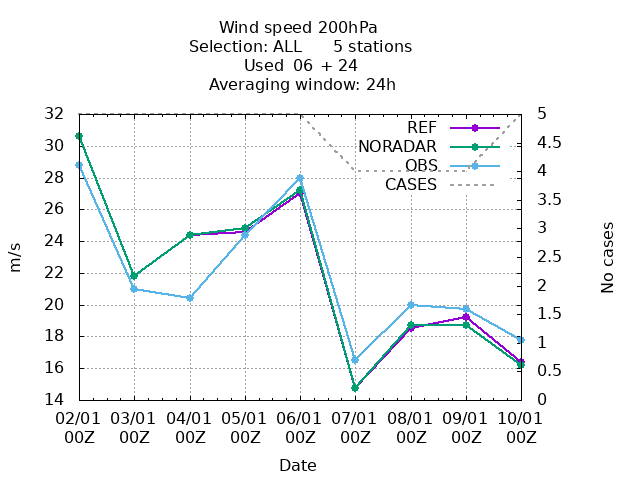 Wind speed 200hPa
Selection: ALL 5 stations
Used 06 + 24
Averaging window: 24h
32 5
30 4.5
28 4
26 3.5
24 3
22 2.5
20 2
18 1.5
16 1
14 0.5
0
REF
NORADAR
OBS
CASES
m/s
No cases
02/01 03/01 04/01 05/01 06/01 07/01 08/01 09/01 10/01
00Z 00Z 00Z 00Z 00Z 00Z 00Z 00Z 00Z
Date